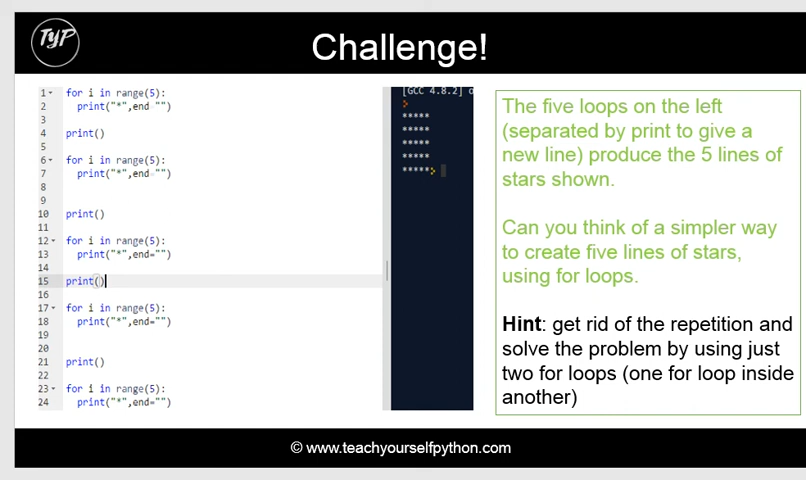 TYP
Challenge!
1 for i in range(5):
2 print("*",end="")
3
4 print()
5
6 for i in range(5):
7 print("*",end="")
8
9
10 print()
11
12 for i in range(5):
13 print("*",end="")
14
15 print()
16
17 for i in range(5):
18 print("*",end="")
19
20
21 print()
22
23 for i in range(5):
24 print("*",end="")
[GCC 4.8.2] o
*****
*****
*****
*****
*****>
The five loops on the left
(separated by print to give a
new line) produce the 5 lines of
stars shown.
Can you think of a simpler way
to create five lines of stars,
using for loops.
Hint: get rid of the repetition and
solve the problem by using just
two for loops (one for loop inside
another)
© www.teachyourselfpython.com